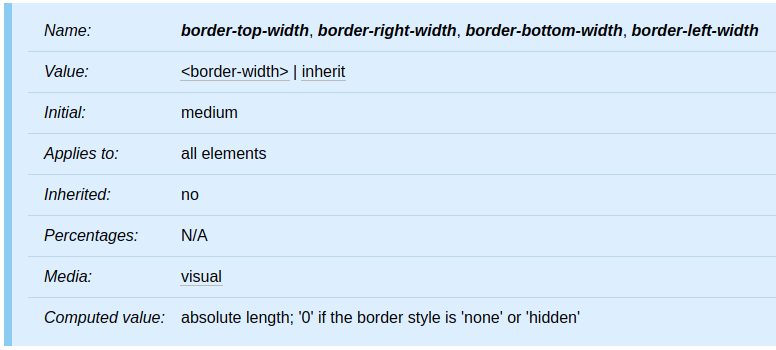 Name: border-top-width, border-right-width, border-bottom-width, border-left-width
Value: <border-width> | inherit
Initial: medium
Applies to: all elements
Inherited: no
Percentages: N/A
Media: visual
Computed value: absolute length; '0' if the border style is 'none' or 'hidden'